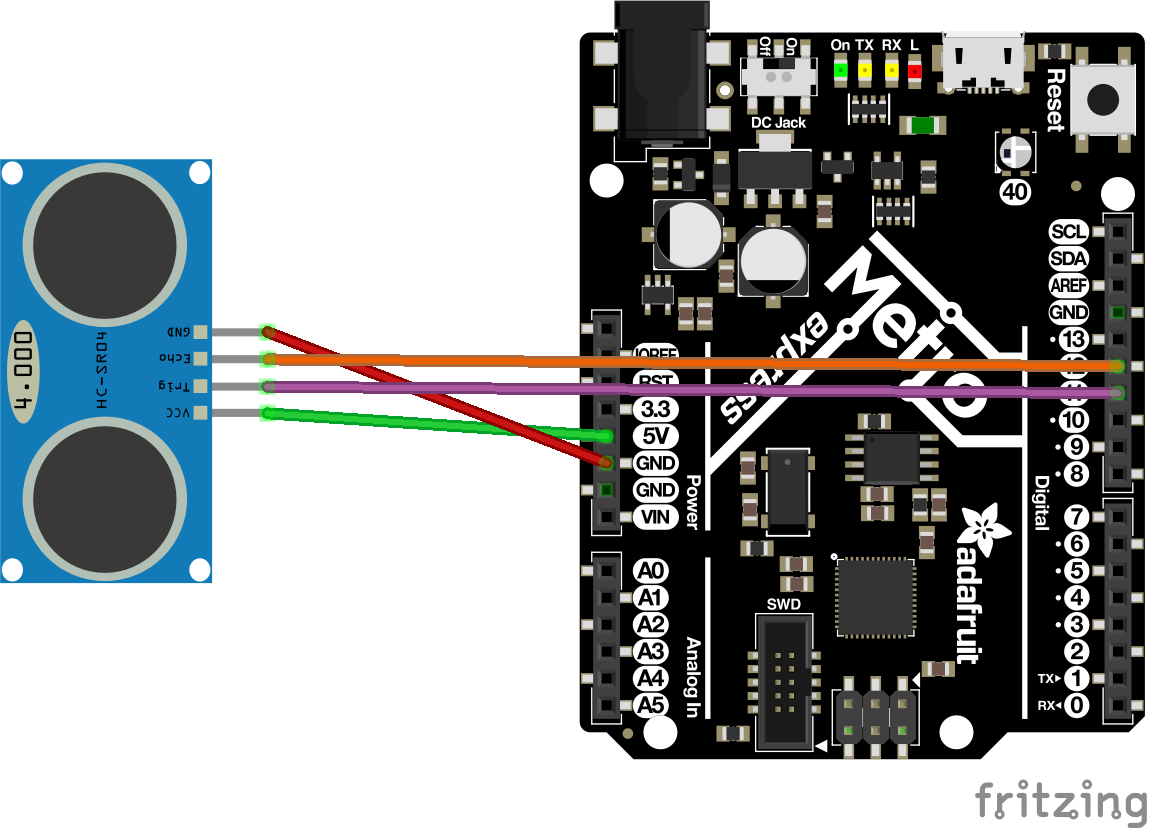 GND
Echo
Trig
VCC
HC-SR04
4.000
Off
On
DC Jack
On TX RX L
Reset
40
Metro
express
SCL
SDA
AREF
GND
13
10
9
8
7
6
5
4
3
2
TX 1
RX 0
Digital
IOREF
RST
3.3
5V
GND
GND
VIN
Power
A0
A1
A2
A3
A4
A5
Analog In
SWD
adafruit
fritzing